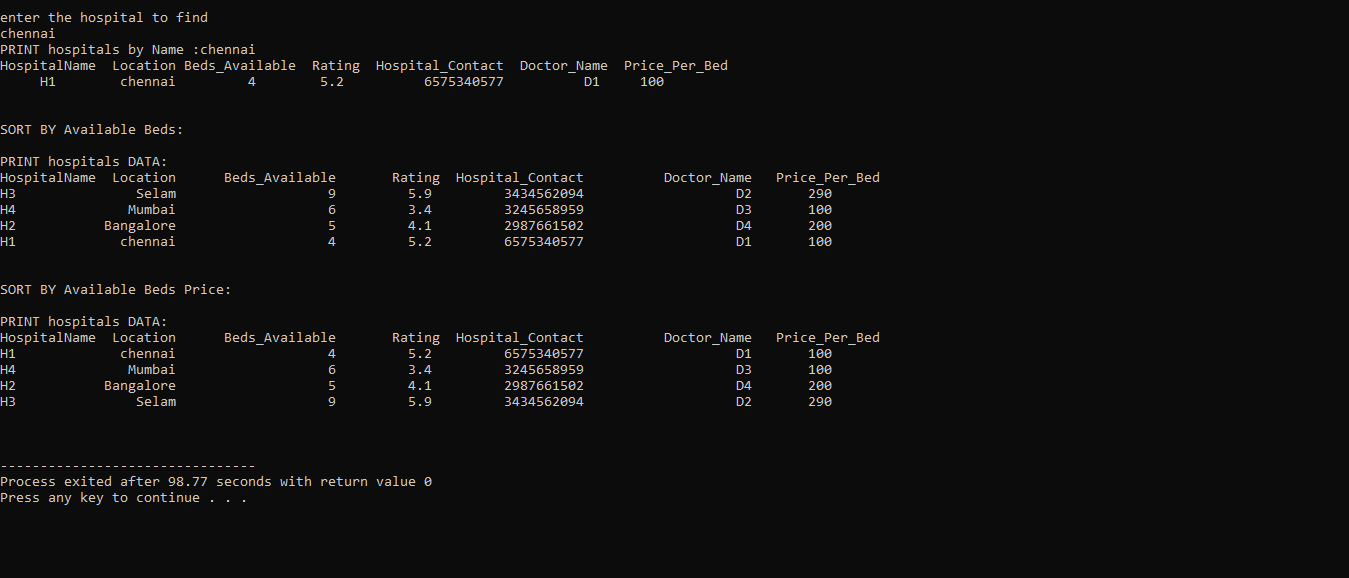 enter the hospital to find
chennai
PRINT hospitals by Name :chennai
HospitalName  Location Beds_Available  Rating  Hospital_Contact  Doctor_Name  Price_Per_Bed
     H1        chennai         4        5.2          6575340577          D1     100
SORT BY Available Beds:
PRINT hospitals DATA:
HospitalName  Location      Beds_Available       Rating  Hospital_Contact          Doctor_Name   Price_Per_Bed
H3               Selam                   9         5.9         3434562094                   D2       290
H4              Mumbai                   6         3.4         3245658959                   D3       100
H2           Bangalore                   5         4.1         2987661502                   D4       200
H1             chennai                   4         5.2         6575340577                   D1       100
SORT BY Available Beds Price:
PRINT hospitals DATA:
HospitalName  Location      Beds_Available       Rating  Hospital_Contact          Doctor_Name   Price_Per_Bed
H1             chennai                   4         5.2         6575340577                   D1       100
H4              Mumbai                   6         3.4         3245658959                   D3       100
H2           Bangalore                   5         4.1         2987661502                   D4       200
H3               Selam                   9         5.9         3434562094                   D2       290
--------------------------------
Process exited after 98.77 seconds with return value 0
Press any key to continue . . .